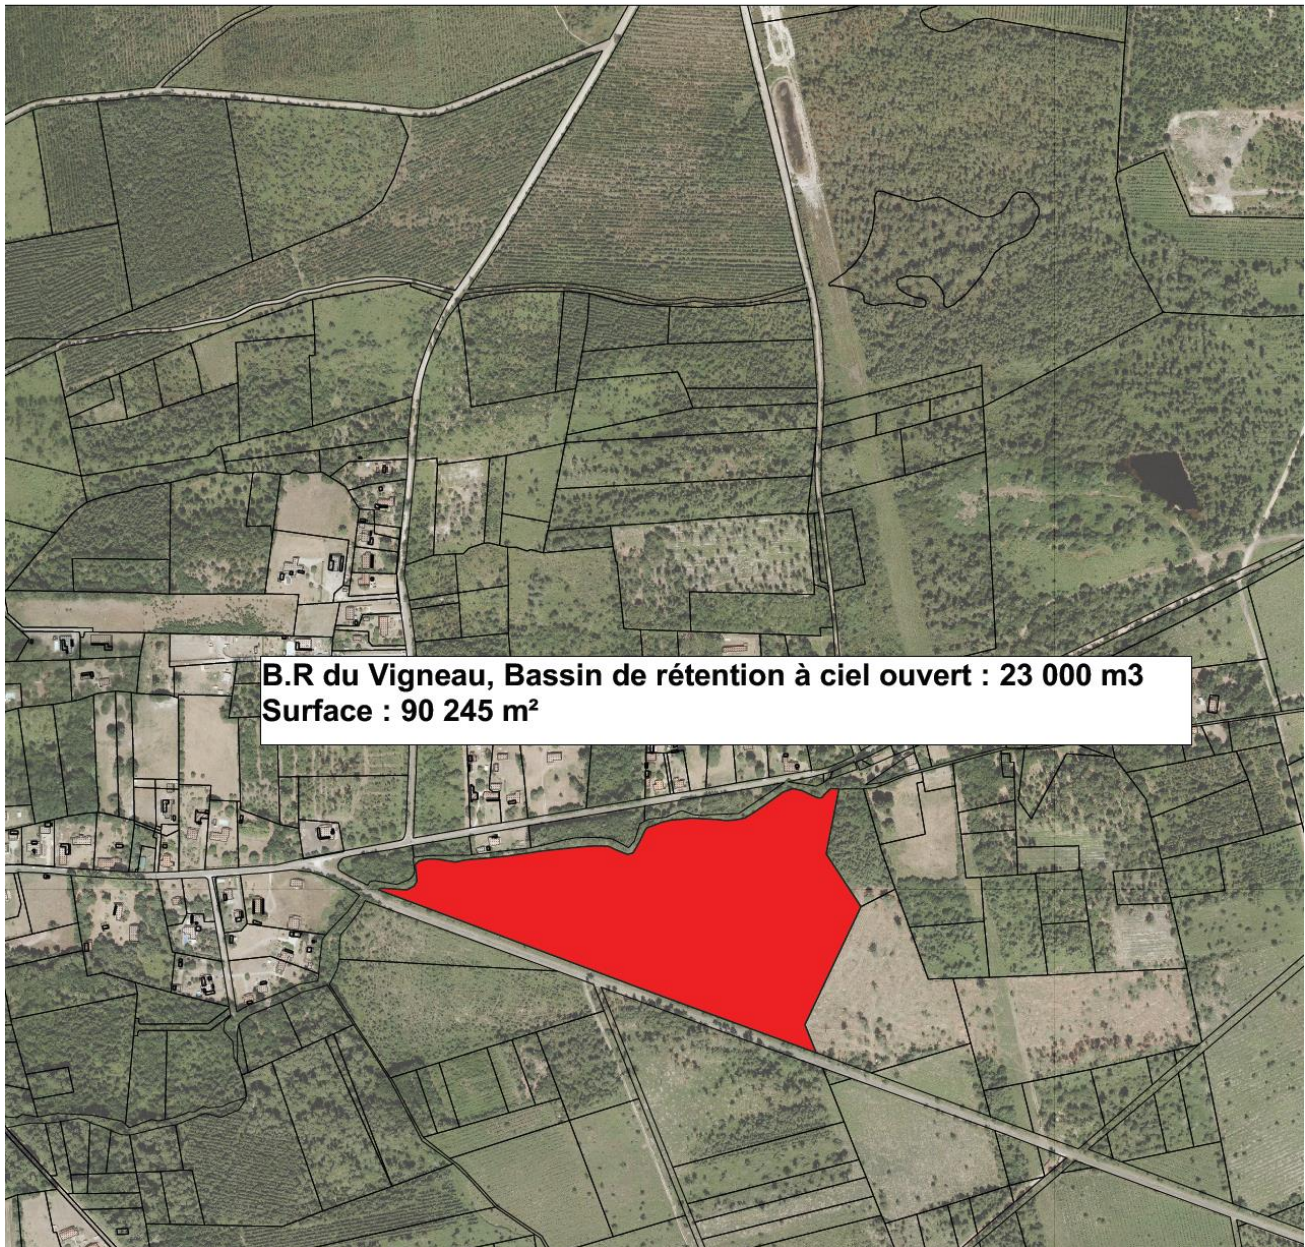 B.R du Vigneau, Bassin de rétention à ciel ouvert : 23 000 m3
Surface : 90 245 m²